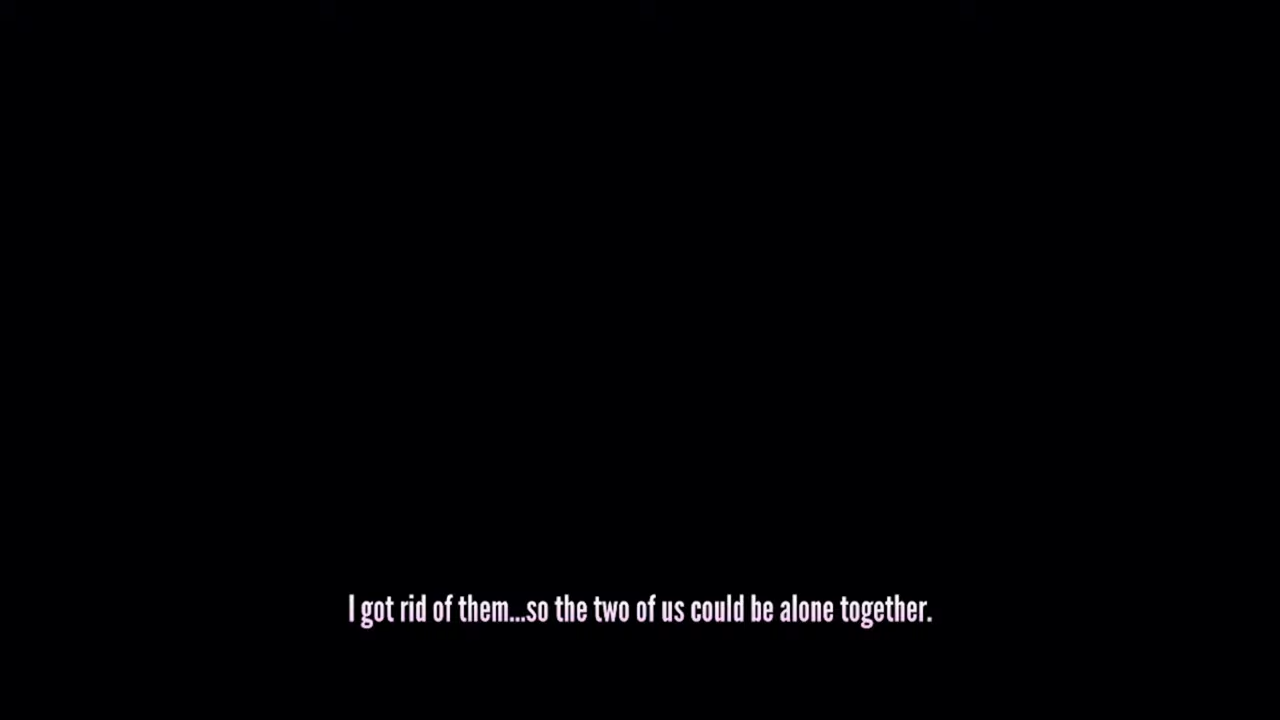 I got rid of them...so the two of us could be alone together.